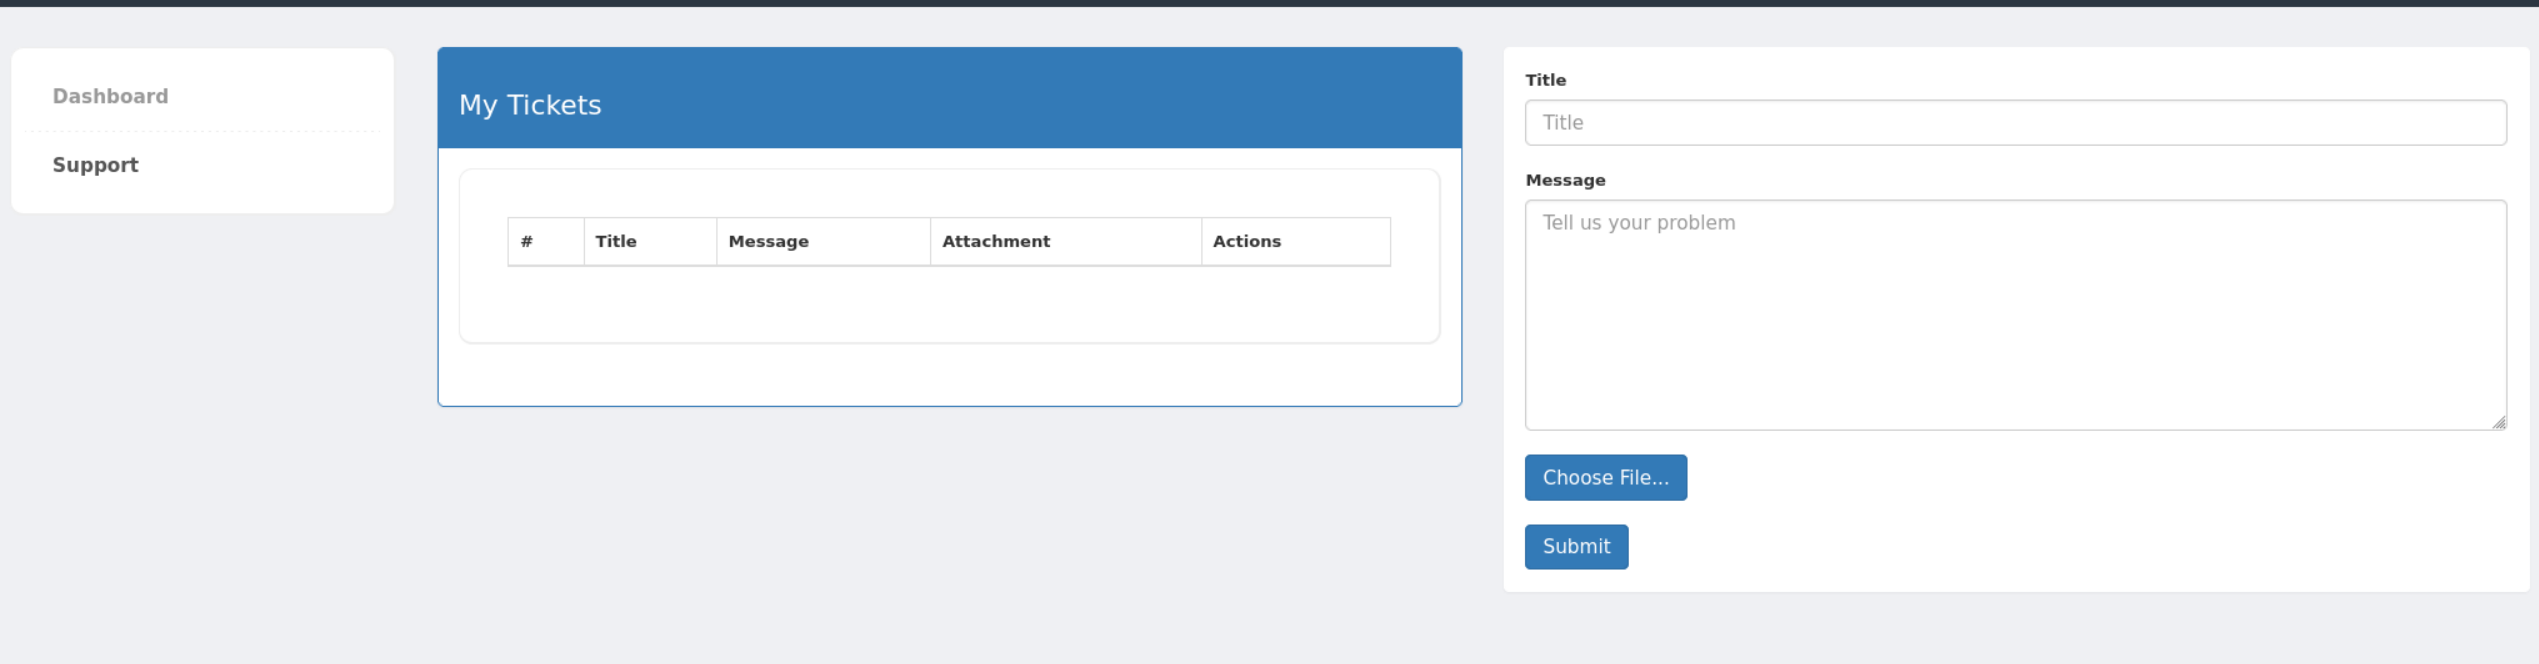 Dashboard
Support
My Tickets
# Title Message Attachment Actions
Title
Title
Message
Tell us your problem
Choose File...
Submit